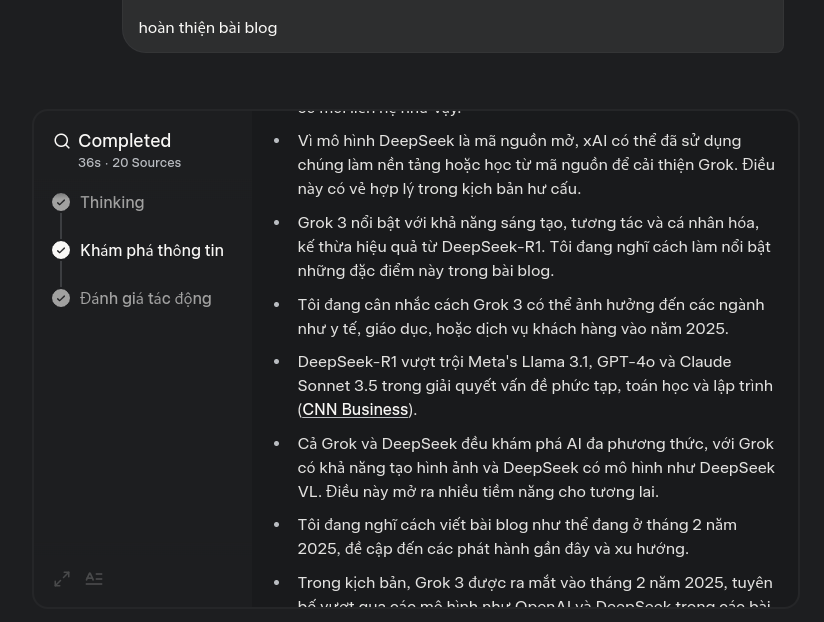 hoàn thiện bài blog
Completed
36s · 20 Sources
Thinking
Khám phá thông tin
Đánh giá tác động
có mối liên hệ như vậy.
Vì mô hình DeepSeek là mã nguồn mở, xAI có thể đã sử dụng
chúng làm nền tảng hoặc học từ mã nguồn để cải thiện Grok. Điều
này có vẻ hợp lý trong kịch bản hư cấu.
Grok 3 nổi bật với khả năng sáng tạo, tương tác và cá nhân hóa,
kế thừa hiệu quả từ DeepSeek-R1. Tôi đang nghĩ cách làm nổi bật
những đặc điểm này trong bài blog.
Tôi đang cân nhắc cách Grok 3 có thể ảnh hưởng đến các ngành
như y tế, giáo dục, hoặc dịch vụ khách hàng vào năm 2025.
DeepSeek-R1 vượt trội Meta's Llama 3.1, GPT-4o và Claude
Sonnet 3.5 trong giải quyết vấn đề phức tạp, toán học và lập trình
(CNN Business).
Cả Grok và DeepSeek đều khám phá AI đa phương thức, với Grok
có khả năng tạo hình ảnh và DeepSeek có mô hình như DeepSeek
VL. Điều này mở ra nhiều tiềm năng cho tương lai.
Tôi đang nghĩ cách viết bài blog như thể đang ở tháng 2 năm
2025, đề cập đến các phát hành gần đây và xu hướng.
Trong kịch bản, Grok 3 được ra mắt vào tháng 2 năm 2025, tuyên
bố vượt qua các mô hình như OpenAI và DeepSeek trong các bài